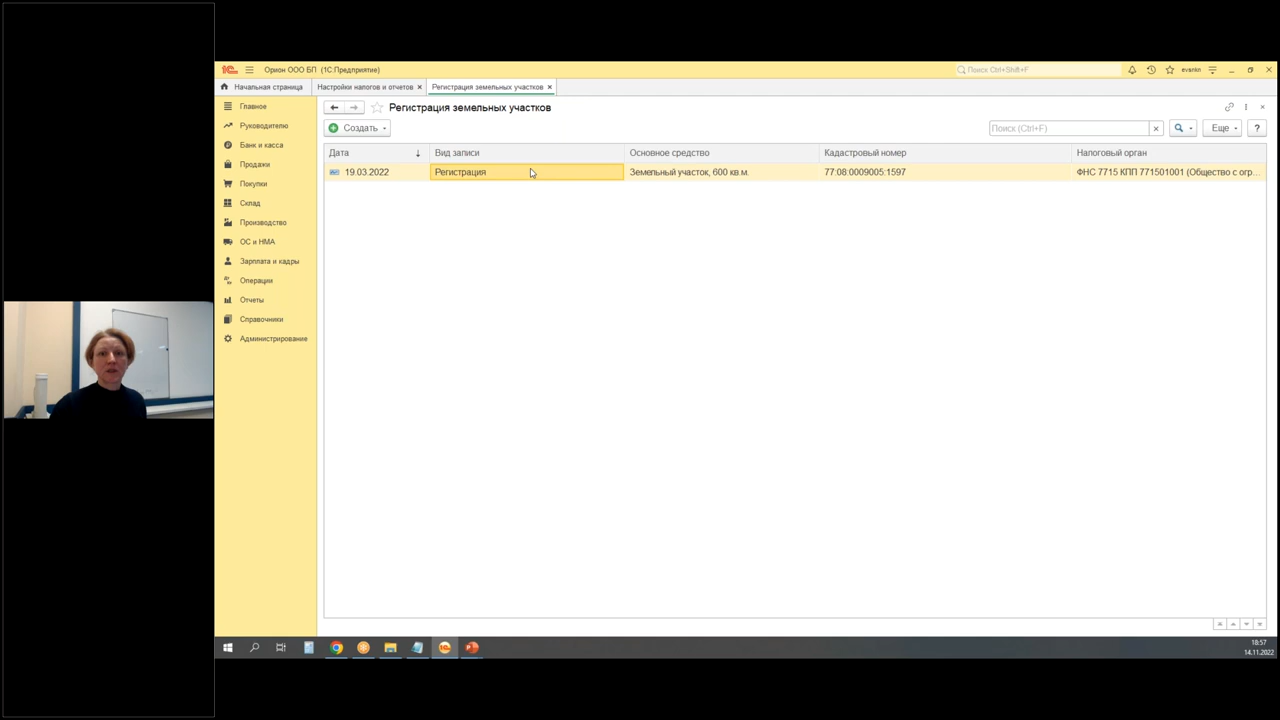 Орион ООО БП (1С:Предприятие)
Поиск Ctrl+Shift+F
evankn
Начальная страница
Настройки налогов и отчетов ×
Регистрация земельных участков ×
Главное
Руководителю
Банк и касса
Продажи
Покупки
Склад
Производство
ОС и НМА
Зарплата и кадры
Операции
Отчеты
Справочники
Администрирование
Регистрация земельных участков
Создать
Поиск (Ctrl+F)
×
Еще
?
Дата ↓ Вид записи Основное средство Кадастровый номер Налоговый орган
19.03.2022 Регистрация Земельный участок, 600 кв.м. 77:08:0009005:1597 ФНС 7715 КПП 771501001 (Общество с огр...
18:57
14.11.2022